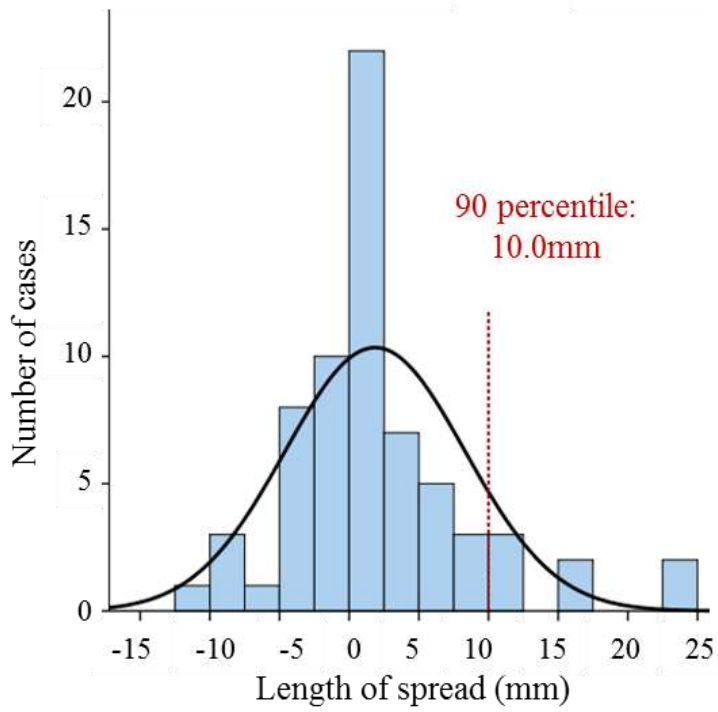 20
15
10
5
0
Number of cases
90 percentile:
10.0mm
-15 -10 -5 0 5 10 15 20 25
Length of spread (mm)